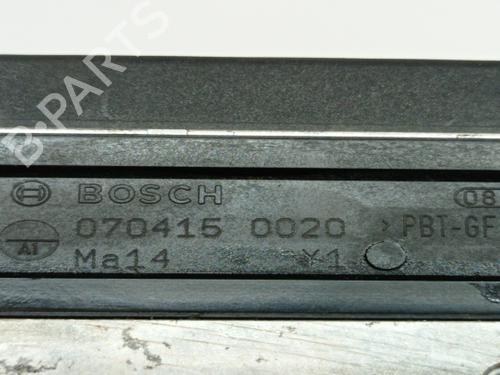 BOSCH 08
070415 0020 >PBT-GF
A1
Ma14 Y1
B-PARTS